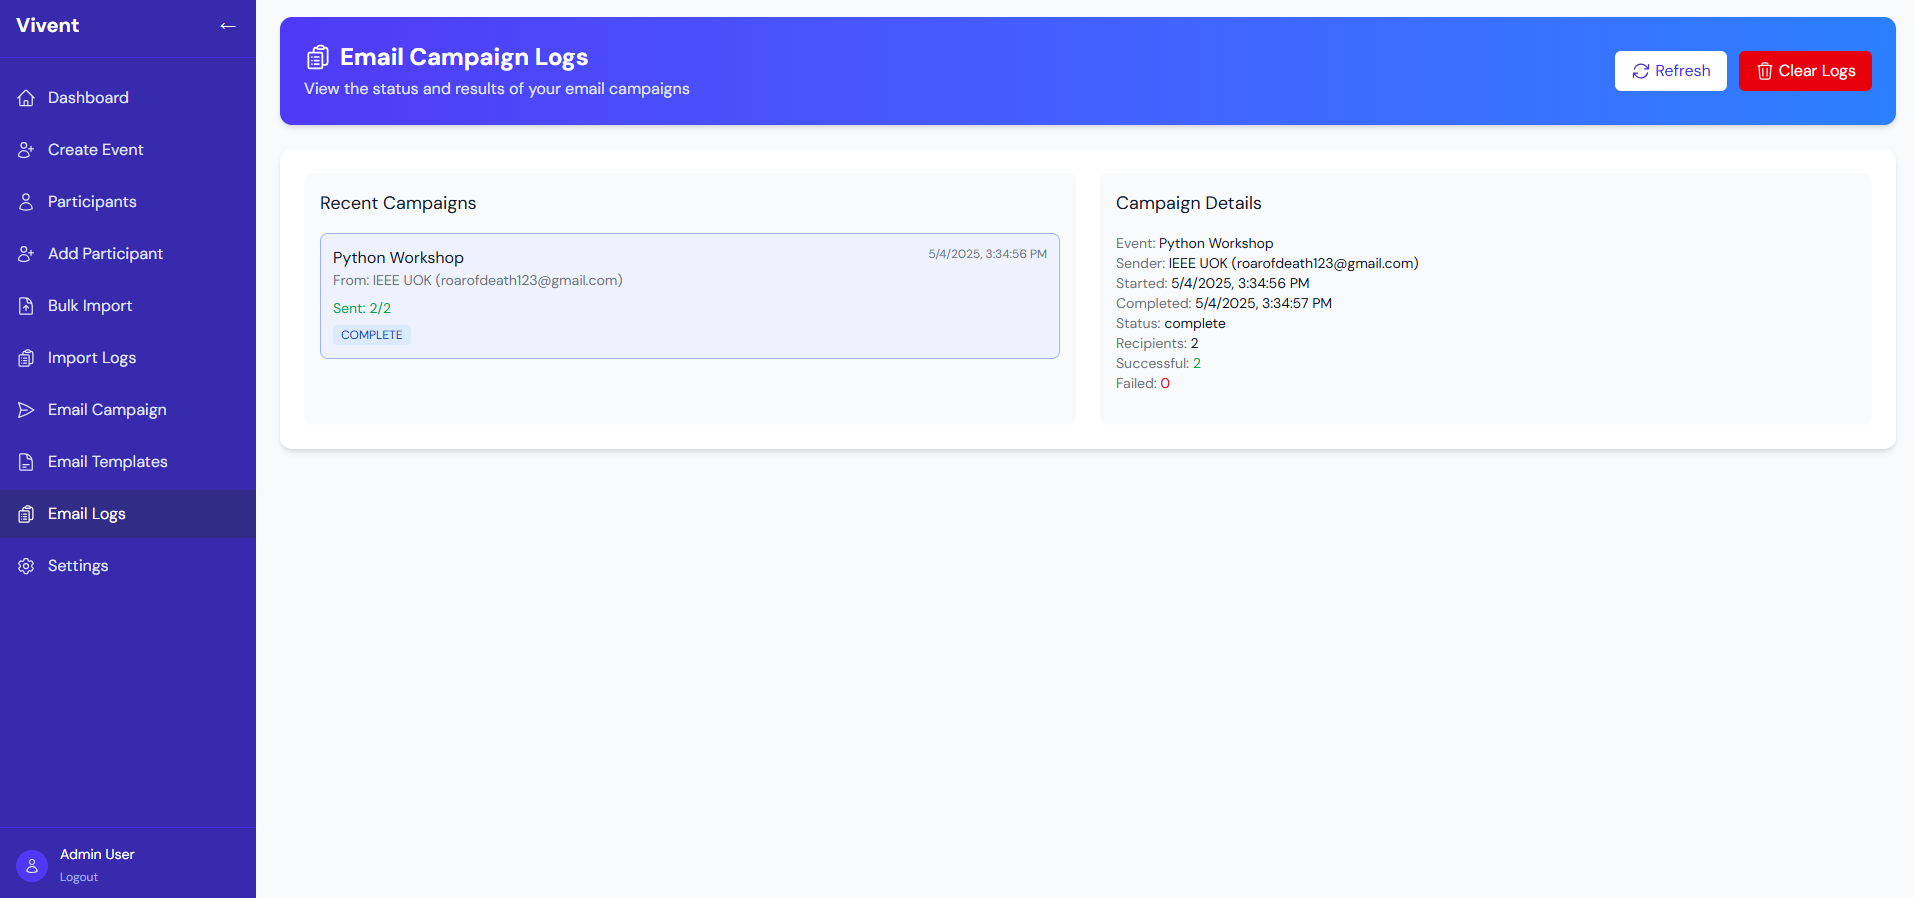 Vivent
←
Dashboard
Create Event
Participants
Add Participant
Bulk Import
Import Logs
Email Campaign
Email Templates
Email Logs
Settings
Admin User
Logout
Email Campaign Logs
View the status and results of your email campaigns
Refresh
Clear Logs
Recent Campaigns
Python Workshop
5/4/2025, 3:34:56 PM
From: IEEE UOK (roarofdeath123@gmail.com)
Sent: 2/2
COMPLETE
Campaign Details
Event: Python Workshop
Sender: IEEE UOK (roarofdeath123@gmail.com)
Started: 5/4/2025, 3:34:56 PM
Completed: 5/4/2025, 3:34:57 PM
Status: complete
Recipients: 2
Successful: 2
Failed: 0